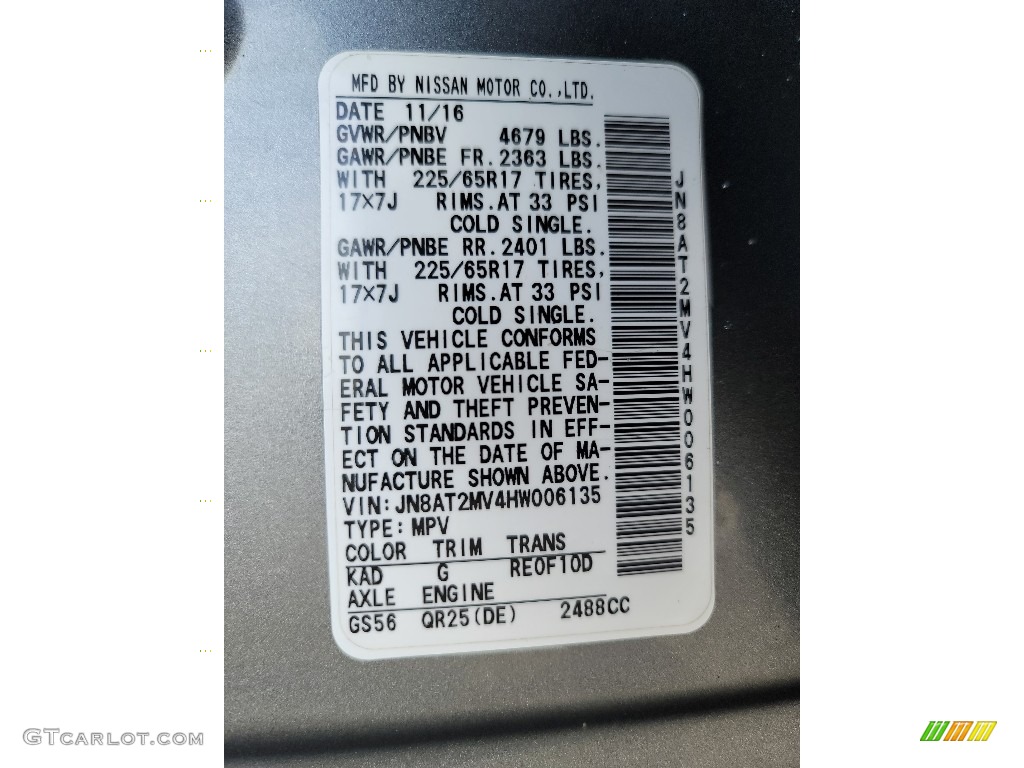 MFD BY NISSAN MOTOR CO.,LTD.
DATE 11/16
GVWR/PNBV 4679 LBS.
GAWR/PNBE FR. 2363 LBS.
WITH 225/65R17 TIRES,
17×7J RIMS.AT 33 PSI
COLD SINGLE.
GAWR/PNBE RR. 2401 LBS.
WITH 225/65R17 TIRES,
17×7J RIMS.AT 33 PSI
COLD SINGLE.
THIS VEHICLE CONFORMS
TO ALL APPLICABLE FED-
ERAL MOTOR VEHICLE SA-
FETY AND THEFT PREVEN-
TION STANDARDS IN EFF-
ECT ON THE DATE OF MA-
NUFACTURE SHOWN ABOVE.
VIN:JN8AT2MV4HW006135
TYPE:MPV
COLOR TRIM TRANS
KAD G RE0F10D
AXLE ENGINE
GS56 QR25(DE) 2488CC
JN8AT2MV4HW006135
GTCarlot.com